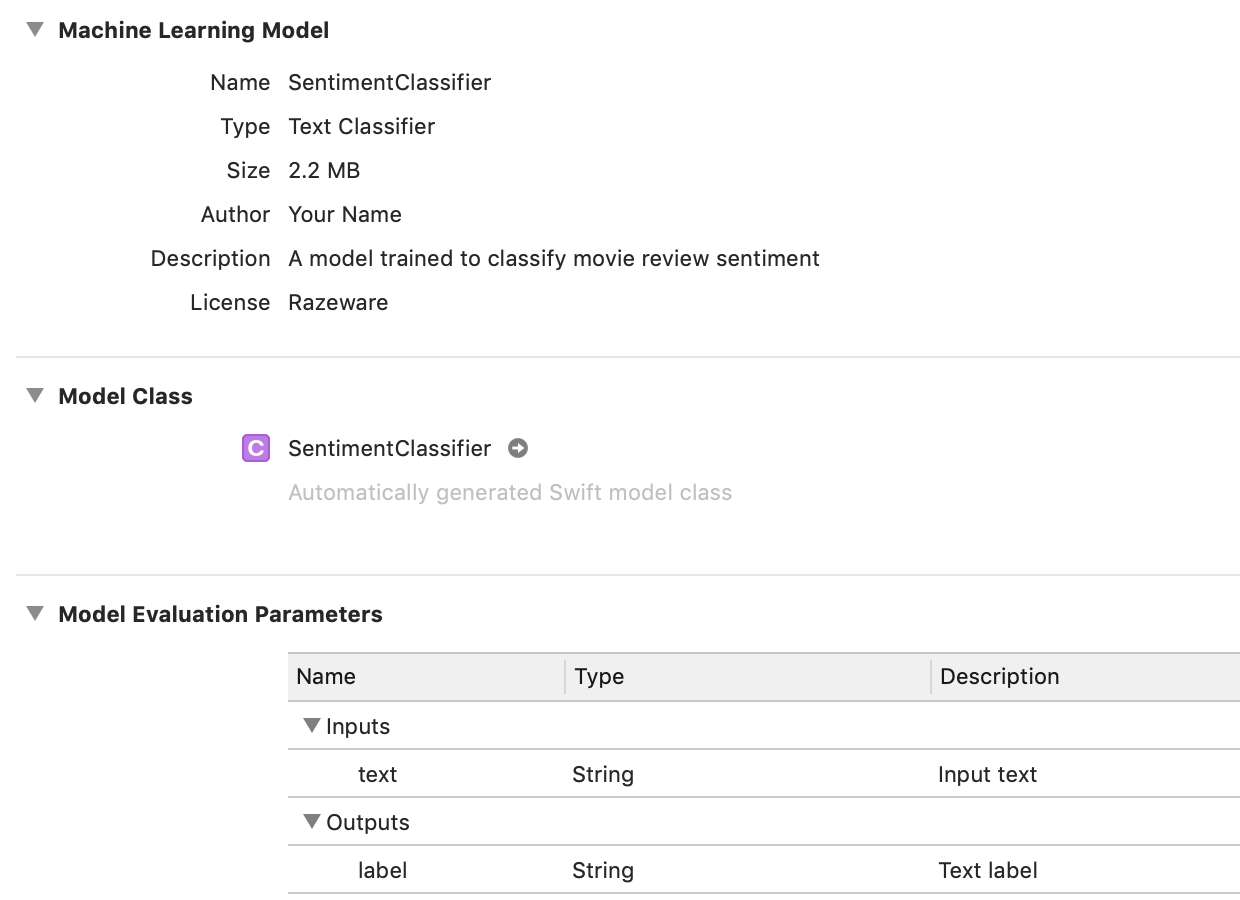 Machine Learning Model
Name SentimentClassifier
Type Text Classifier
Size 2.2 MB
Author Your Name
Description A model trained to classify movie review sentiment
License Razeware
Model Class
C SentimentClassifier
Automatically generated Swift model class
Model Evaluation Parameters
Name Type Description
Inputs
text String Input text
Outputs
label String Text label